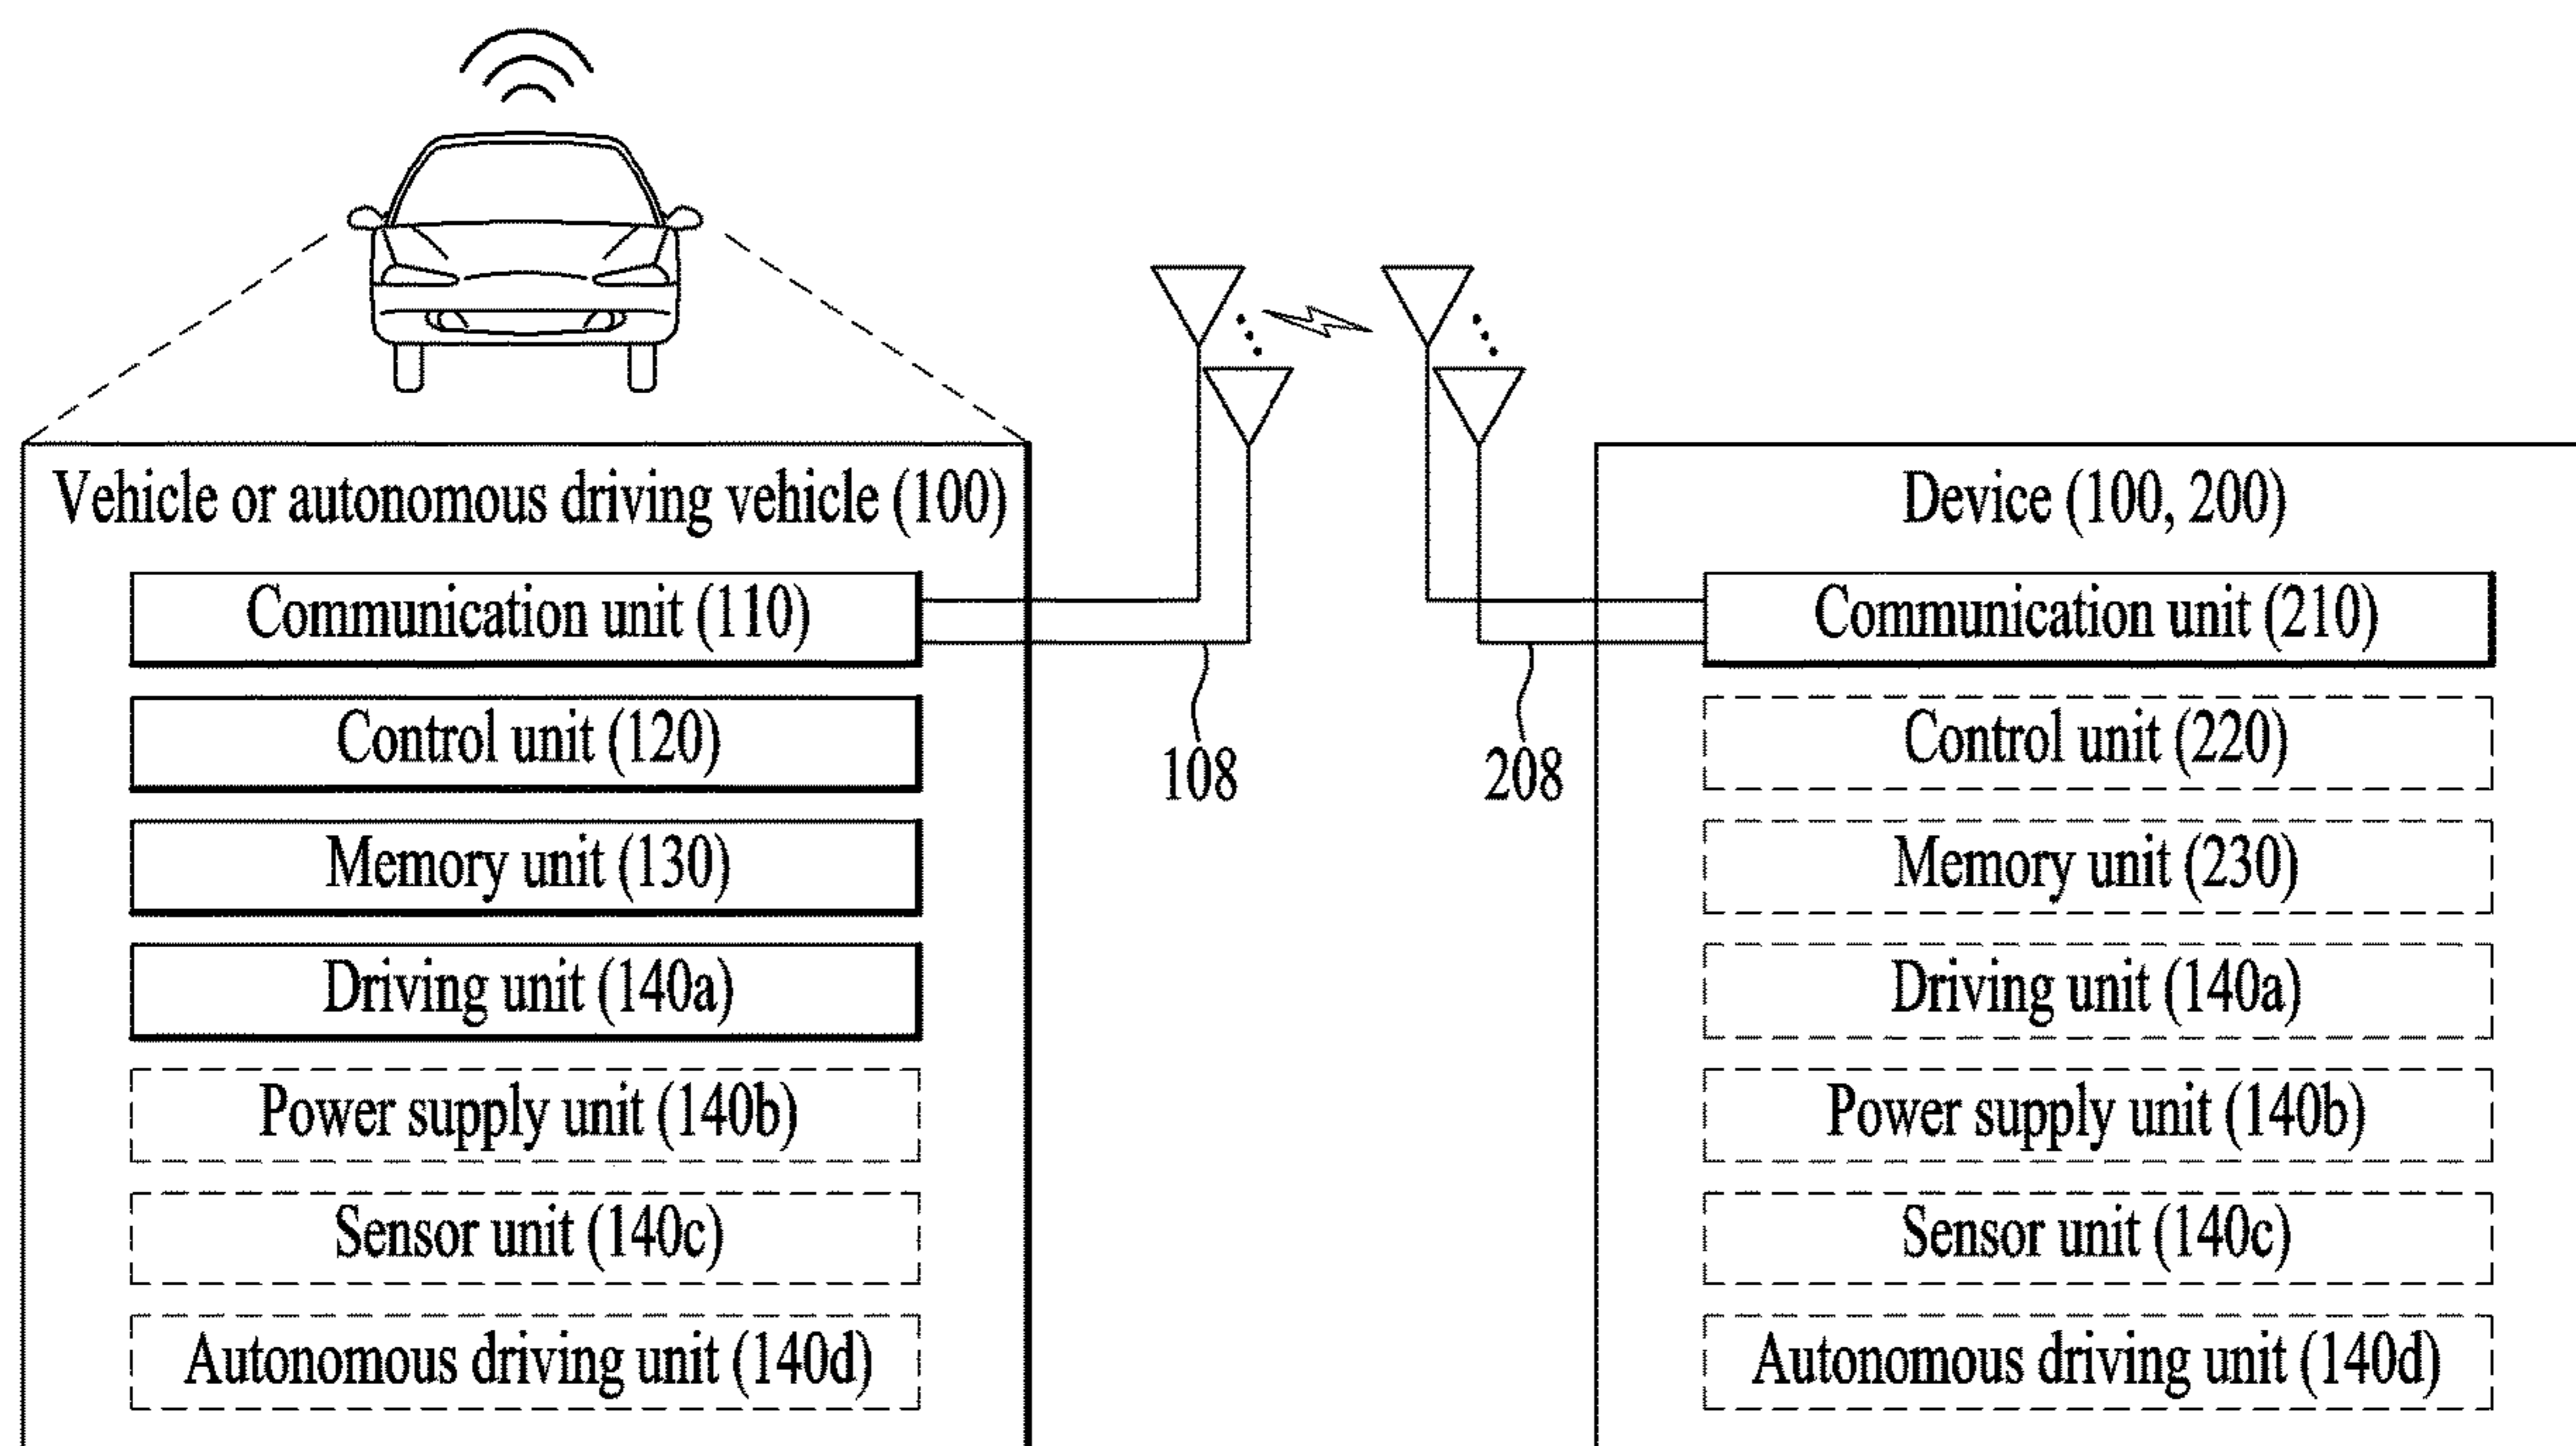 Vehicle or autonomous driving vehicle (100)
Communication unit (110)
Control unit (120)
Memory unit (130)
Driving unit (140a)
Power supply unit (140b)
Sensor unit (140c)
Autonomous driving unit (140d)
108
208
Device (100, 200)
Communication unit (210)
Control unit (220)
Memory unit (230)
Driving unit (140a)
Power supply unit (140b)
Sensor unit (140c)
Autonomous driving unit (140d)